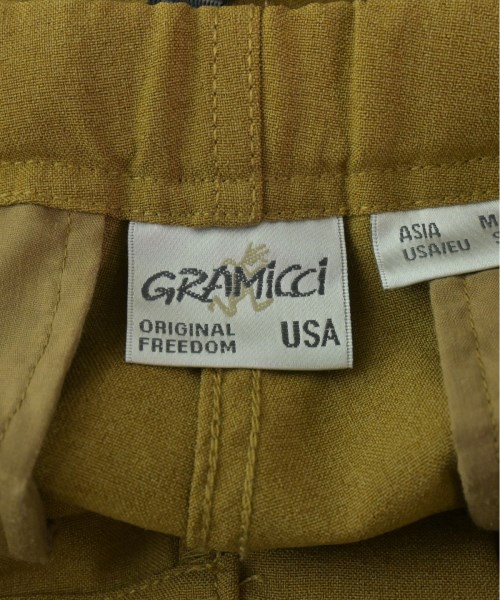 GRAMICCI
ORIGINAL
FREEDOM
USA
ASIA M
USA/EU S